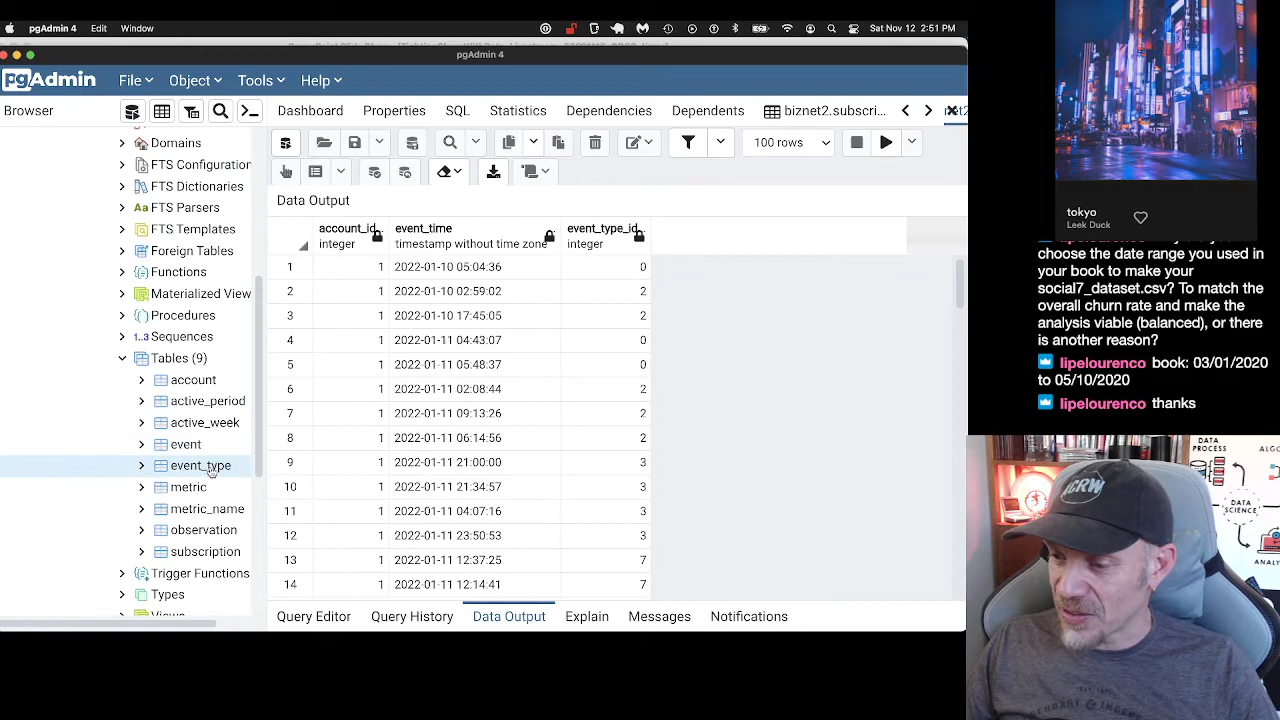 pgAdmin 4 Edit Window
Sat Nov 12 2:51 PM
pgAdmin 4
pgAdmin File Object Tools Help
Browser
Dashboard Properties SQL Statistics Dependencies Dependents biznet2.subscri...
100 rows
Domains
FTS Configuration
FTS Dictionaries
Aa FTS Parsers
FTS Templates
Foreign Tables
Functions
Materialized View
Procedures
1..3 Sequences
Tables (9)
account
active_period
active_week
event
event_type
metric
metric_name
observation
subscription
Trigger Functions
Types
Views
Data Output
account_id event_time event_type_id
integer timestamp without time zone integer
1 1 2022-01-10 05:04:36 0
2 1 2022-01-10 02:59:02 2
3 1 2022-01-10 17:45:05 2
4 1 2022-01-11 04:43:07 0
5 1 2022-01-11 05:48:37 0
6 1 2022-01-11 02:08:44 2
7 1 2022-01-11 09:13:26 2
8 1 2022-01-11 06:14:56 2
9 1 2022-01-11 21:00:00 3
10 1 2022-01-11 21:34:57 3
11 1 2022-01-11 04:07:16 3
12 1 2022-01-11 23:50:53 3
13 1 2022-01-11 12:37:25 7
14 1 2022-01-11 12:14:41 7
Query Editor Query History Data Output Explain Messages Notifications
tokyo
Leek Duck
choose the date range you used in
your book to make your
social7_dataset.csv? To match the
overall churn rate and make the
analysis viable (balanced), or there
is another reason?
lipelourenco book: 03/01/2020
to 05/10/2020
lipelourenco thanks
CRW
DATA
PROCESS
DATA
SCIENCE